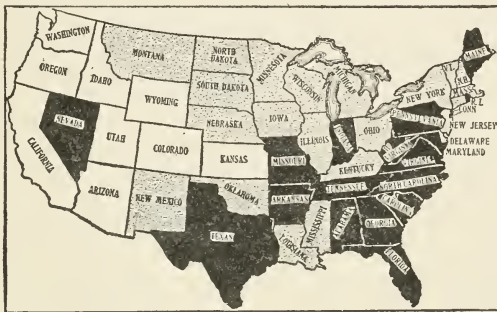 WASHINGTON
OREGON
CALIFORNIA
NEVADA
IDAHO
UTAH
ARIZONA
MONTANA
WYOMING
COLORADO
NEW MEXICO
NORTH
DAKOTA
SOUTH DAKOTA
NEBRASKA
KANSAS
OKLAHOMA
MINNESOTA
IOWA
MISSOURI
ARKANSAS
LOUISIANA
WISCONSIN
ILLINOIS
MICHIGAN
OHIO
KENTUCKY
TENNESSEE
MISSISSIPPI
ALABAMA
GEORGIA
FLORIDA
NORTH CAROLINA
PENNSYLVANIA
NEW YORK
MAINE
MASS.
R.I.
CONN
NEW JERSEY
DELAWARE
MARYLAND